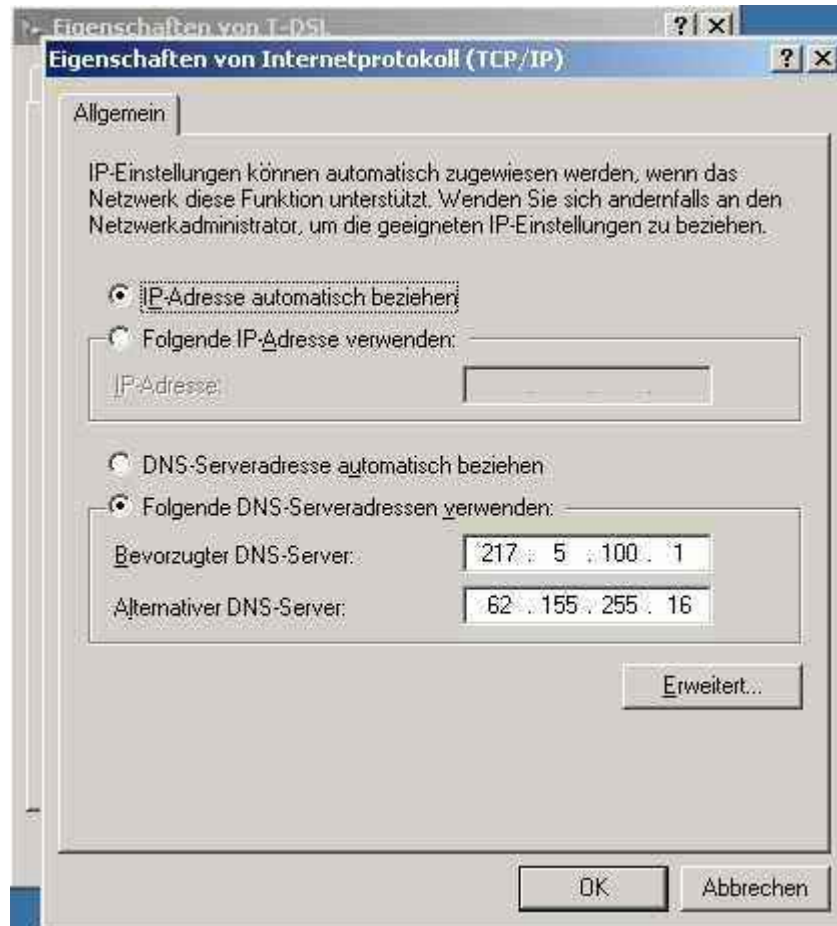 Eigenschaften von T-DSL
Eigenschaften von Internetprotokoll (TCP/IP)
Allgemein
IP-Einstellungen können automatisch zugewiesen werden, wenn das
Netzwerk diese Funktion unterstützt. Wenden Sie sich andernfalls an den
Netzwerkadministrator, um die geeigneten IP-Einstellungen zu beziehen.
IP-Adresse automatisch beziehen
Folgende IP-Adresse verwenden:
IP-Adresse:
DNS-Serveradresse automatisch beziehen
Folgende DNS-Serveradressen verwenden:
Bevorzugter DNS-Server: 217 . 5 . 100 . 1
Alternativer DNS-Server: 62 . 155 . 255 . 16
Erweitert...
OK Abbrechen